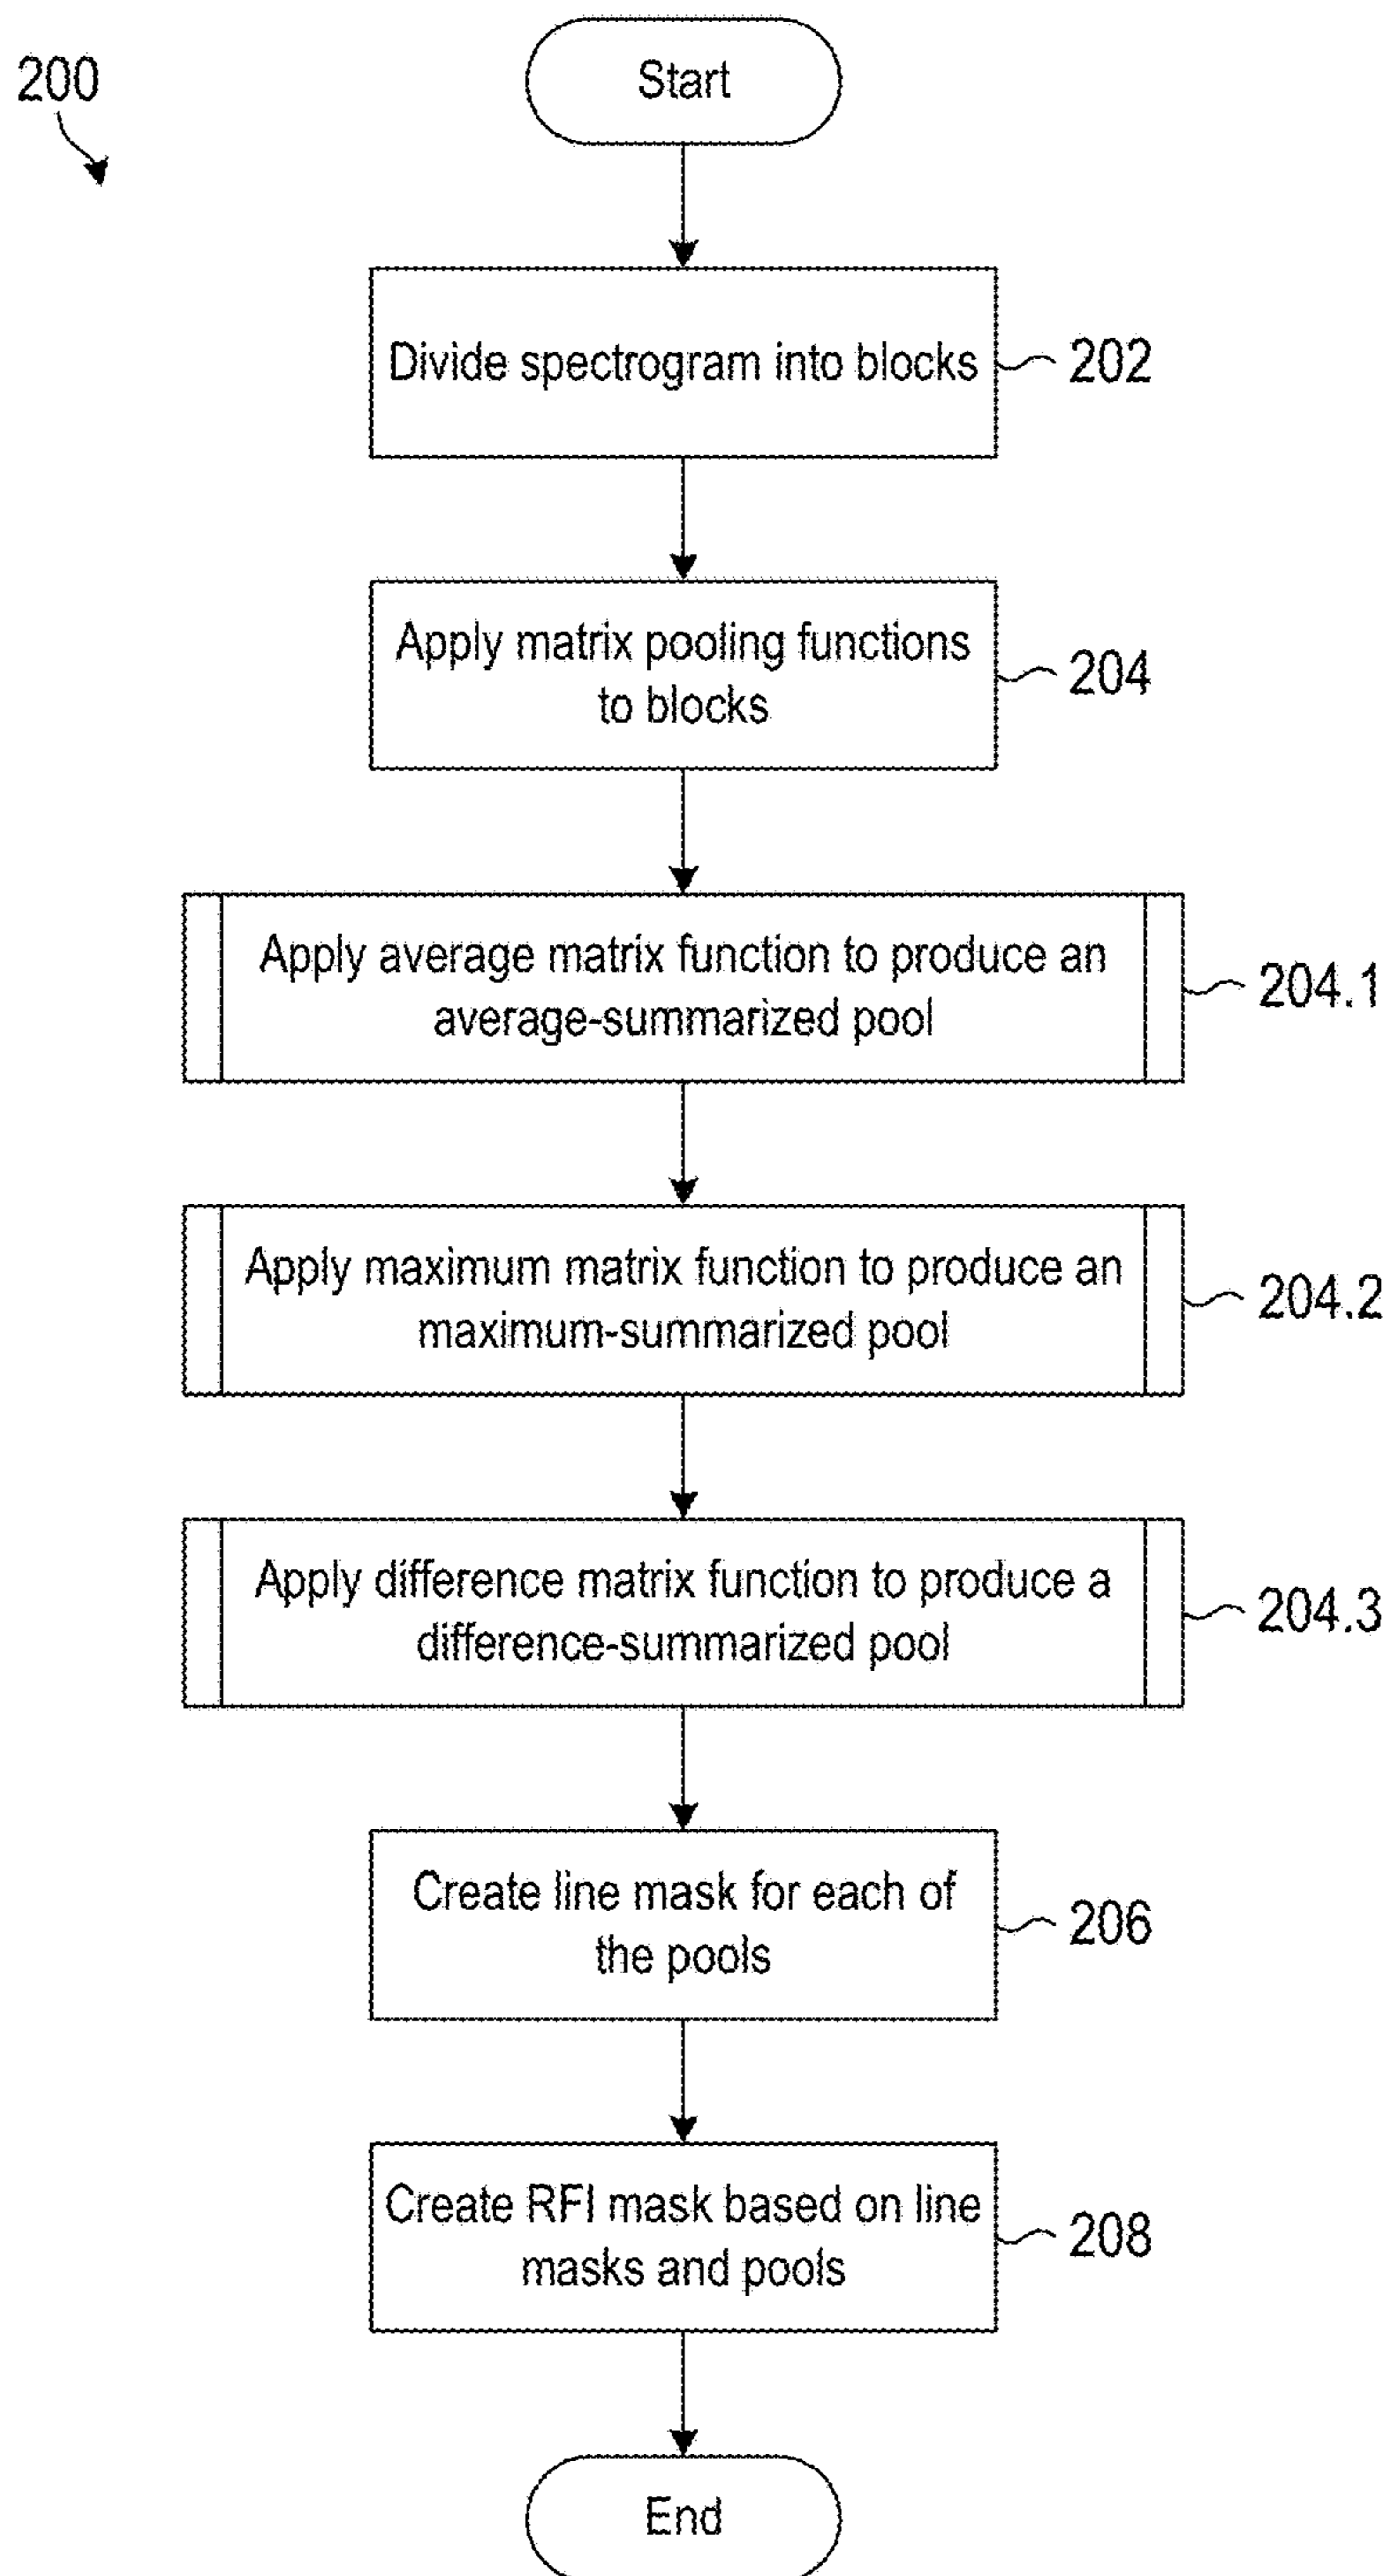 200
Start
Divide spectrogram into blocks
202
Apply matrix pooling functions
to blocks
204
Apply average matrix function to produce an
average-summarized pool
204.1
Apply maximum matrix function to produce an
maximum-summarized pool
204.2
Apply difference matrix function to produce a
difference-summarized pool
204.3
Create line mask for each of
the pools
206
Create RFI mask based on line
masks and pools
208
End